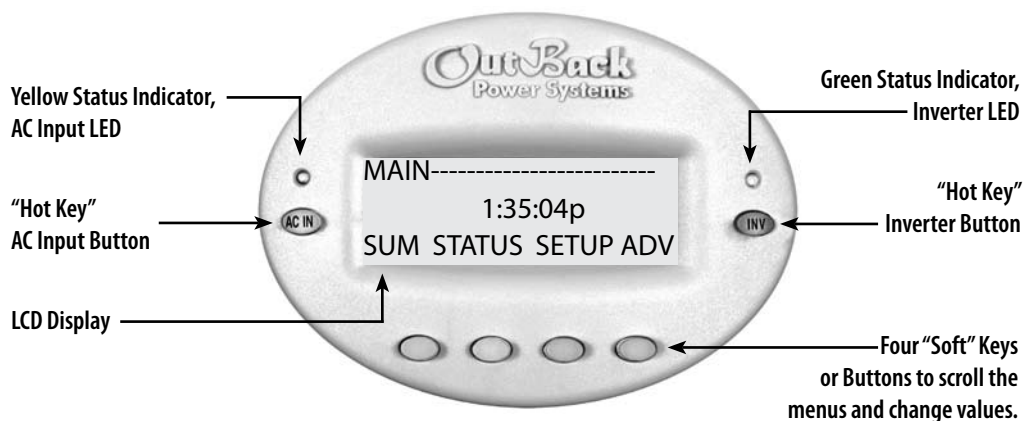 OutBack
Power Systems
Yellow Status Indicator,
AC Input LED
Green Status Indicator,
Inverter LED
MAIN-------------------------
1:35:04p
SUM STATUS SETUP ADV
"Hot Key"
AC Input Button
AC IN
INV
"Hot Key"
Inverter Button
LCD Display
Four "Soft" Keys
or Buttons to scroll the
menus and change values.